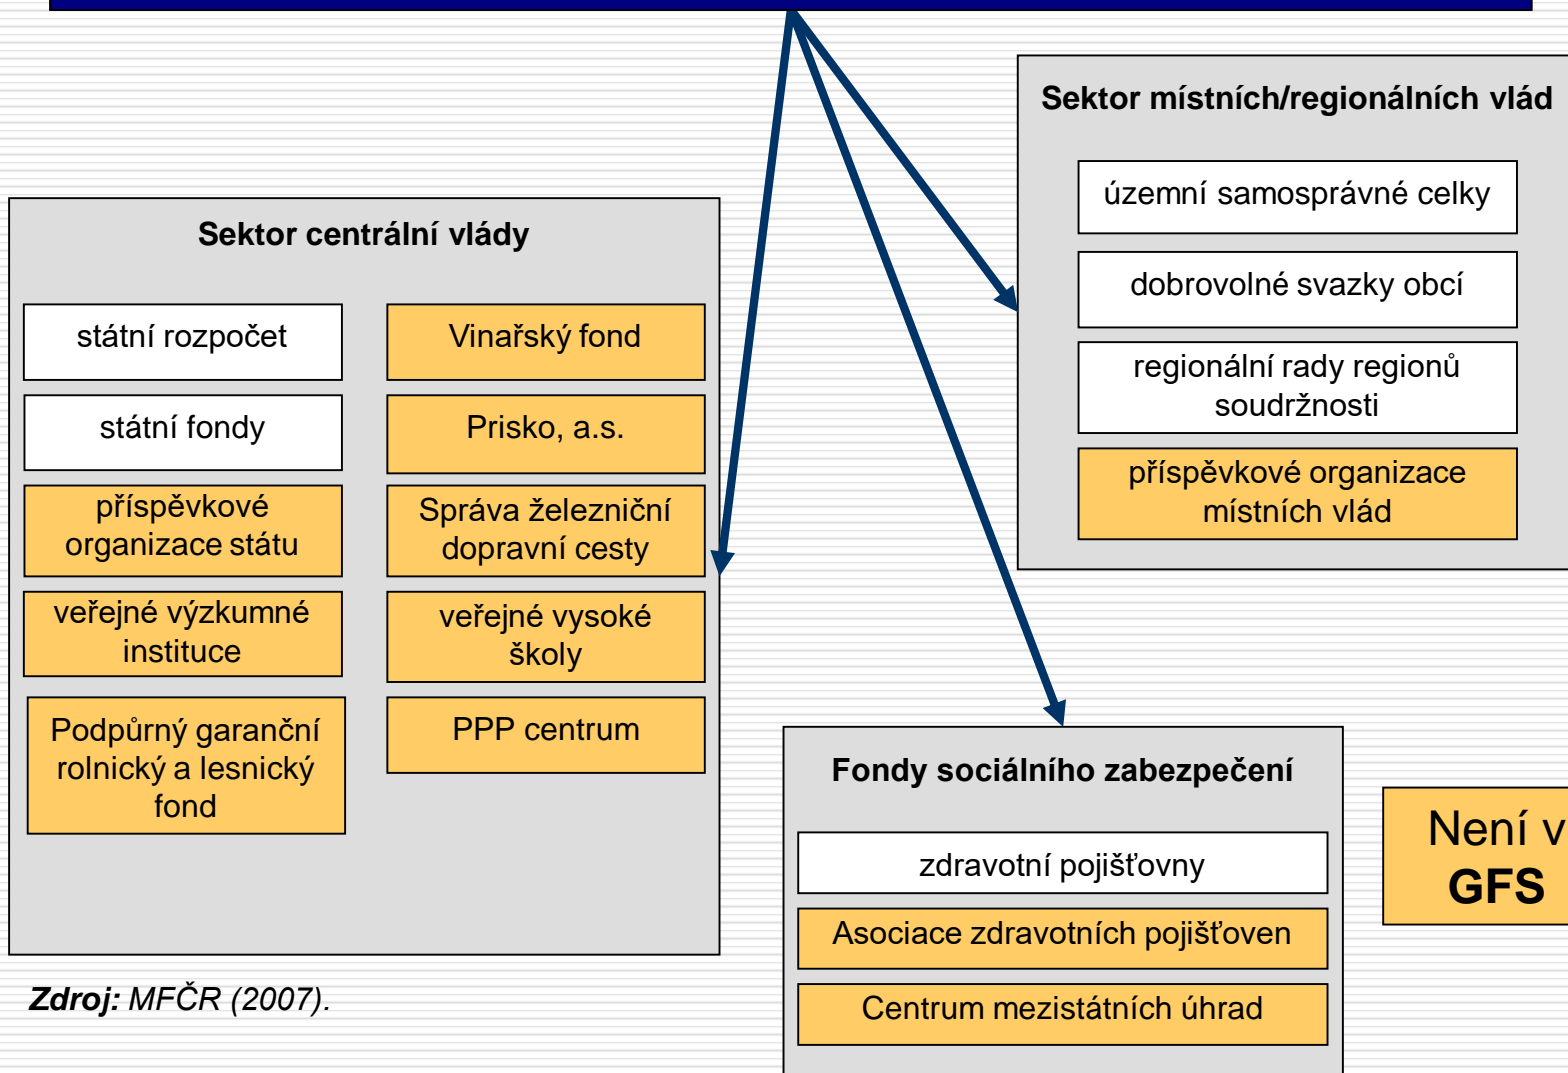 Sektor místních/regionálních vlád
územní samosprávné celky
dobrovolné svazky obcí
regionální rady regionů
soudržnosti
příspěvkové organizace
místních vlád
Sektor centrální vlády
státní rozpočet
státní fondy
příspěvkové
organizace státu
veřejné výzkumné
instituce
Podpůrný garanční
rolnický a lesnický
fond
Vinařský fond
Prisko, a.s.
Správa železniční
dopravní cesty
veřejné vysoké
školy
PPP centrum
Fondy sociálního zabezpečení
zdravotní pojišťovny
Asociace zdravotních pojišťoven
Centrum mezistátních úhrad
Není v
GFS
Zdroj: MFČR (2007).